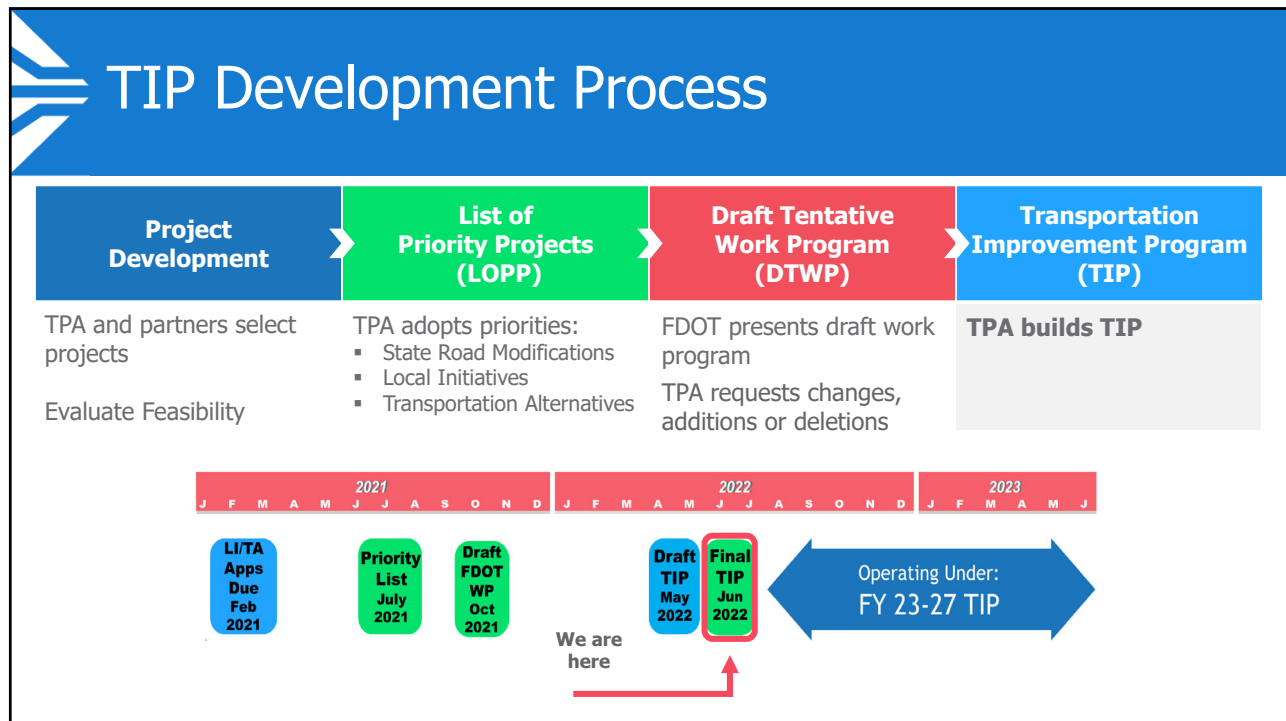 TIP Development Process
Project
Development
List of
Priority Projects
(LOPP)
Draft Tentative
Work Program
(DTWP)
Transportation
Improvement Program
(TIP)
TPA and partners select
projects
Evaluate Feasibility
TPA adopts priorities:
▪ State Road Modifications
▪ Local Initiatives
▪ Transportation Alternatives
FDOT presents draft work
program
TPA requests changes,
additions or deletions
TPA builds TIP
2021
J F M A M J J A S O N D
2022
J F M A M J J A S O N D
2023
J F M A M J
LI/TA
Apps
Due
Feb
2021
Priority
List
July
2021
Draft
FDOT
WP
Oct
2021
Draft
TIP
May
2022
Final
TIP
Jun
2022
Operating Under:
FY 23-27 TIP
We are
here